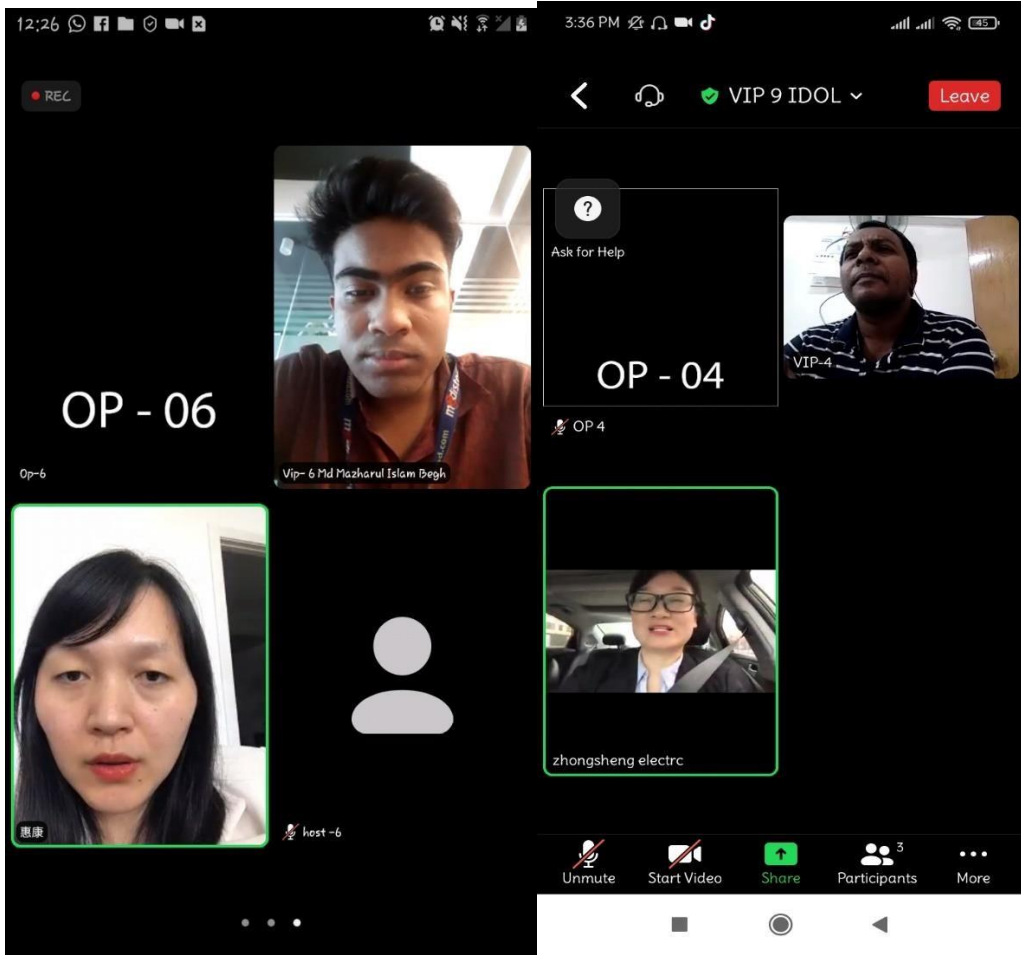 12:26
REC
OP - 06
Op-6
Vip- 6 Md Mazharul Islam Begh
惠康
host -6
3:36 PM
45
VIP 9 IDOL
Leave
?
Ask for Help
OP - 04
OP 4
VIP-4
zhongsheng electrc
Unmute
Start Video
Share
3
Participants
More